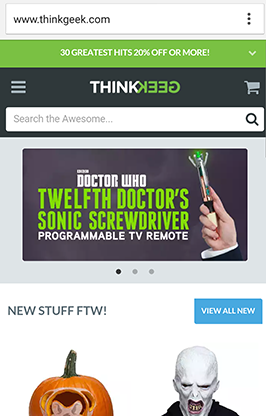 www.thinkgeek.com
30 GREATEST HITS 20% OFF OR MORE!
THINKGEEK
Search the Awesome...
BBC
DOCTOR WHO
TWELFTH DOCTOR'S
SONIC SCREWDRIVER
PROGRAMMABLE TV REMOTE
NEW STUFF FTW!
VIEW ALL NEW